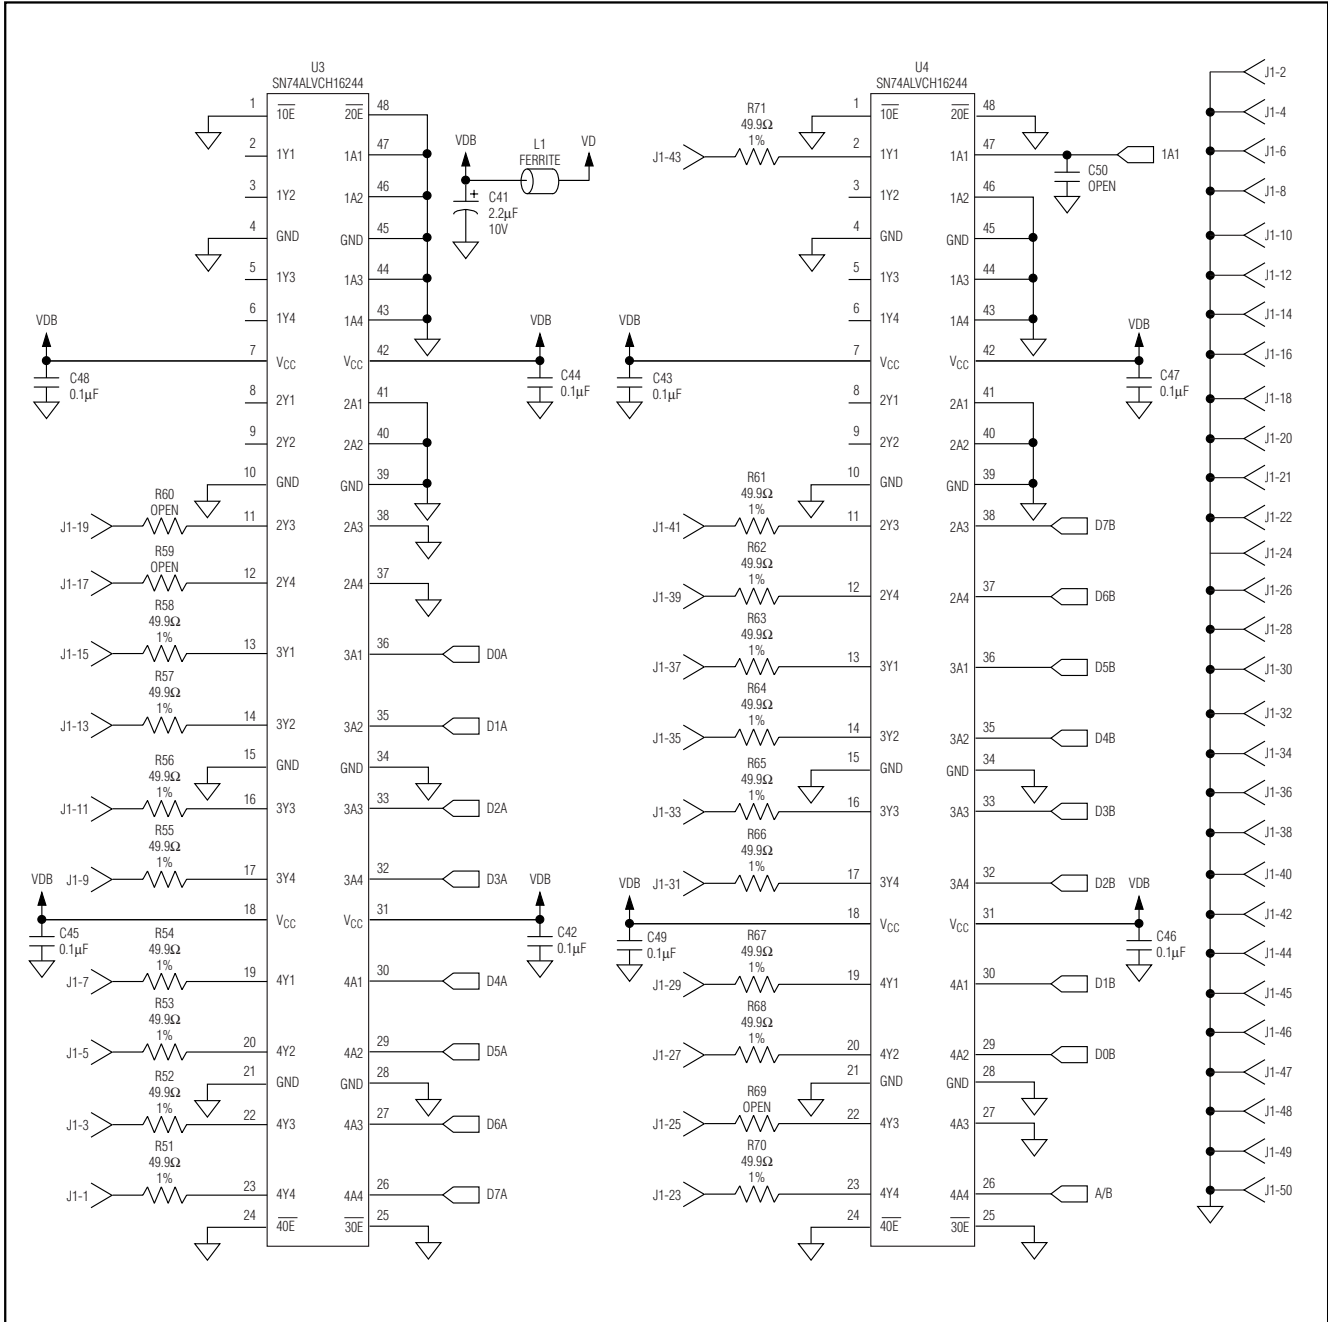 U3
SN74ALVCH16244
1 10E 20E 48
2 1Y1 1A1 47
3 1Y2 1A2 46
4 GND GND 45
5 1Y3 1A3 44
6 1Y4 1A4 43
7 VCC VCC 42
8 2Y1 2A1 41
9 2Y2 2A2 40
10 GND GND 39
J1-19 R60 OPEN 11 2Y3 2A3 38
J1-17 R59 OPEN 12 2Y4 2A4 37
J1-15 R58 49.9Ω 1% 13 3Y1 3A1 36 D0A
J1-13 R57 49.9Ω 1% 14 3Y2 3A2 35 D1A
15 GND GND 34
J1-11 R56 49.9Ω 1% 16 3Y3 3A3 33 D2A
J1-9 R55 49.9Ω 1% 17 3Y4 3A4 32 D3A
18 VCC VCC 31
J1-7 R54 49.9Ω 1% 19 4Y1 4A1 30 D4A
J1-5 R53 49.9Ω 1% 20 4Y2 4A2 29 D5A
21 GND GND 28
J1-3 R52 49.9Ω 1% 22 4Y3 4A3 27 D6A
J1-1 R51 49.9Ω 1% 23 4Y4 4A4 26 D7A
24 40E 30E 25
VDB
C48
0.1µF
VDB
C44
0.1µF
VDB
C45
0.1µF
VDB
C42
0.1µF
VDB
L1
FERRITE
VD
+
C41
2.2µF
10V
U4
SN74ALVCH16244
1 10E 20E 48
J1-43 R71 49.9Ω 1% 2 1Y1 1A1 47 1A1
C50
OPEN
3 1Y2 1A2 46
4 GND GND 45
5 1Y3 1A3 44
6 1Y4 1A4 43
7 VCC VCC 42
8 2Y1 2A1 41
9 2Y2 2A2 40
10 GND GND 39
J1-41 R61 49.9Ω 1% 11 2Y3 2A3 38 D7B
J1-39 R62 49.9Ω 1% 12 2Y4 2A4 37 D6B
J1-37 R63 49.9Ω 1% 13 3Y1 3A1 36 D5B
J1-35 R64 49.9Ω 1% 14 3Y2 3A2 35 D4B
15 GND GND 34
J1-33 R65 49.9Ω 1% 16 3Y3 3A3 33 D3B
J1-31 R66 49.9Ω 1% 17 3Y4 3A4 32 D2B
18 VCC VCC 31
J1-29 R67 49.9Ω 1% 19 4Y1 4A1 30 D1B
J1-27 R68 49.9Ω 1% 20 4Y2 4A2 29 D0B
21 GND GND 28
J1-25 R69 OPEN 22 4Y3 4A3 27
J1-23 R70 49.9Ω 1% 23 4Y4 4A4 26 A/B
24 40E 30E 25
VDB
C43
0.1µF
VDB
C47
0.1µF
VDB
C49
0.1µF
VDB
C46
0.1µF
J1-2
J1-4
J1-6
J1-8
J1-10
J1-12
J1-14
J1-16
J1-18
J1-20
J1-21
J1-22
J1-24
J1-26
J1-28
J1-30
J1-32
J1-34
J1-36
J1-38
J1-40
J1-42
J1-44
J1-45
J1-46
J1-47
J1-48
J1-49
J1-50